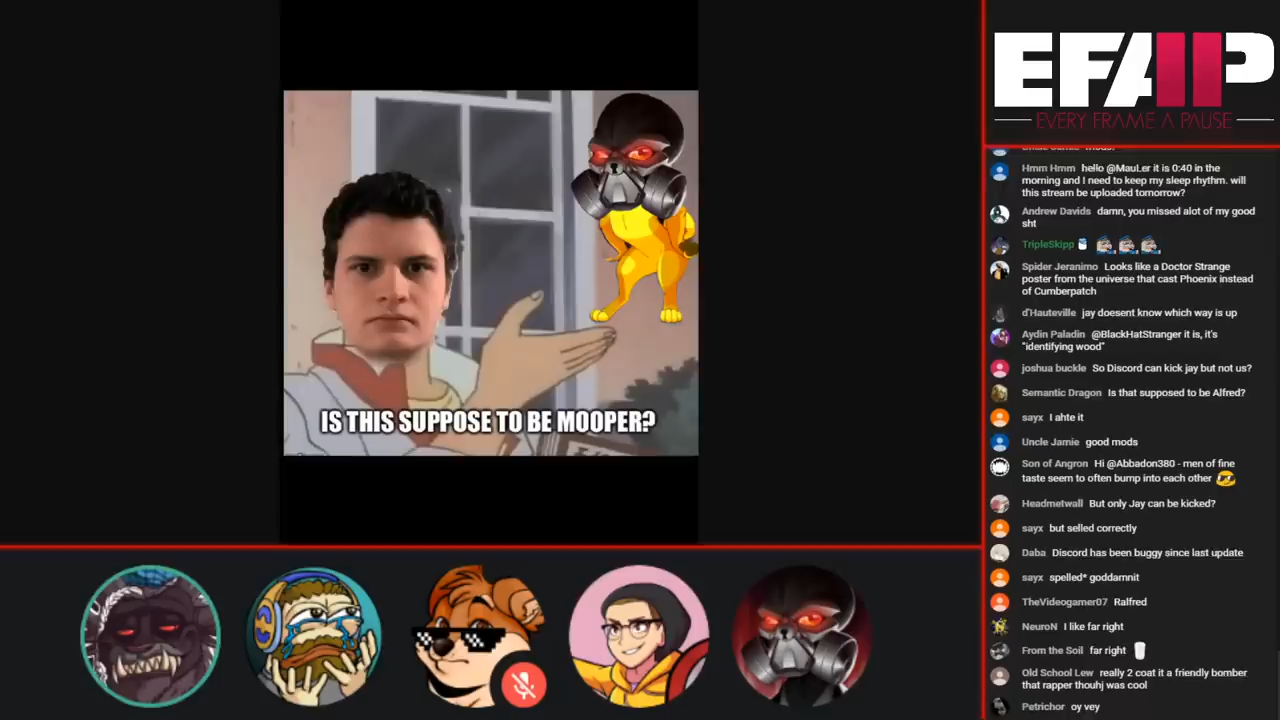 IS THIS SUPPOSE TO BE MOOPER?
EFAP
EVERY FRAME A PAUSE
Hmm Hmm hello @MauLer it is 0:40 in the
morning and I need to keep my sleep rhythm. will
this stream be uploaded tomorrow?
Andrew Davids damn, you missed alot of my good
sht
TripleSkipp
Spider Jeranimo Looks like a Doctor Strange
poster from the universe that cast Phoenix instead
of Cumberpatch
d'Hauteville jay doesent know which way is up
Aydin Paladin @BlackHatStranger it is, it's
"identifying wood"
joshua buckle So Discord can kick jay but not us?
Semantic Dragon Is that supposed to be Alfred?
sayx I ahte it
Uncle Jamie good mods
Son of Angron Hi @Abbadon380 - men of fine
taste seem to often bump into each other
Headmetwall But only Jay can be kicked?
sayx but selled correctly
Daba Discord has been buggy since last update
sayx spelled* goddamnit
TheVideogamer07 Ralfred
NeuroN I like far right
From the Soil far right
Old School Lew really 2 coat it a friendly bomber
that rapper thouhj was cool
Petrichor oy vey